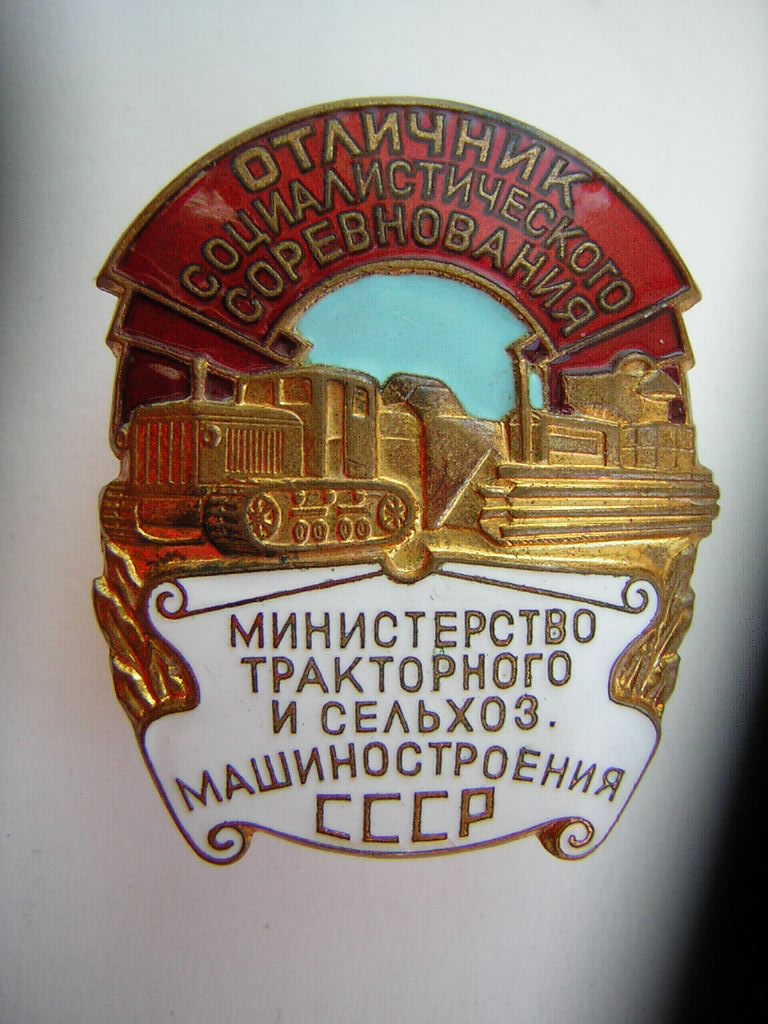 ОТЛИЧНИК
СОЦИАЛИСТИЧЕСКОГО
СОРЕВНОВАНИЯ
МИНИСТЕРСТВО
ТРАКТОРНОГО
И СЕЛЬХОЗ.
МАШИНОСТРОЕНИЯ
СССР